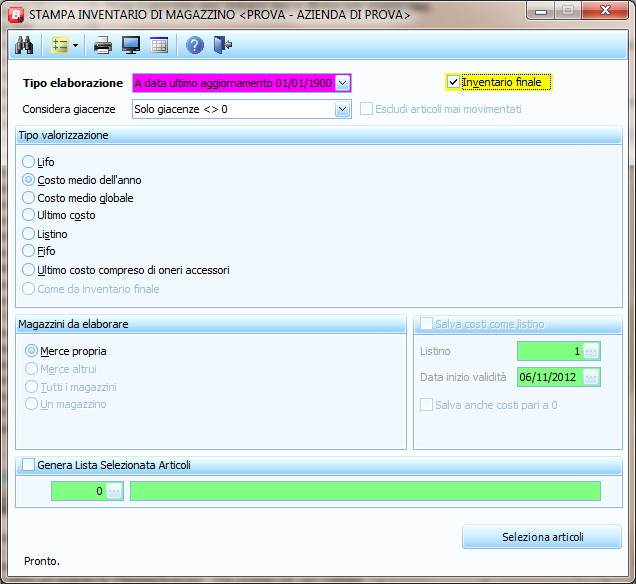 STAMPA INVENTARIO DI MAGAZZINO <PROVA - AZIENDA DI PROVA>
Tipo elaborazione A data ultimo aggiornamento 01/01/1900 Inventario finale
Considera giacenze Solo giacenze <> 0 Escludi articoli mai movimentati
Tipo valorizzazione
Lifo
Costo medio dell'anno
Costo medio globale
Ultimo costo
Listino
Fifo
Ultimo costo compreso di oneri accessori
Come da inventario finale
Magazzini da elaborare
Merce propria
Merce altrui
Tutti i magazzini
Un magazzino
Salva costi come listino
Listino 1 ...
Data inizio validità 06/11/2012 ...
Salva anche costi pari a 0
Genera Lista Selezionata Articoli
0 ...
Seleziona articoli
Pronto.